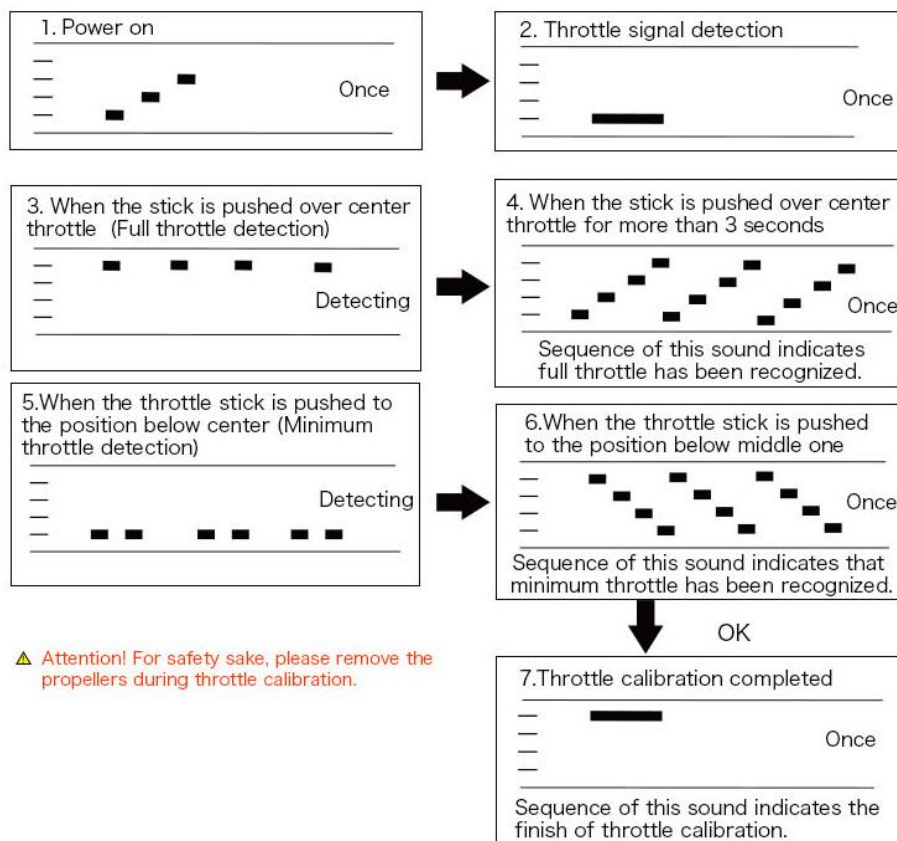 1. Power on
Once
2. Throttle signal detection
Once
3. When the stick is pushed over center
throttle (Full throttle detection)
Detecting
4. When the stick is pushed over center
throttle for more than 3 seconds
Once
Sequence of this sound indicates
full throttle has been recognized.
5.When the throttle stick is pushed to
the position below center (Minimum
throttle detection)
Detecting
6.When the throttle stick is pushed
to the position below middle one
Once
Sequence of this sound indicates that
minimum throttle has been recognized.
OK
Attention! For safety sake, please remove the
propellers during throttle calibration.
7.Throttle calibration completed
Once
Sequence of this sound indicates the
finish of throttle calibration.